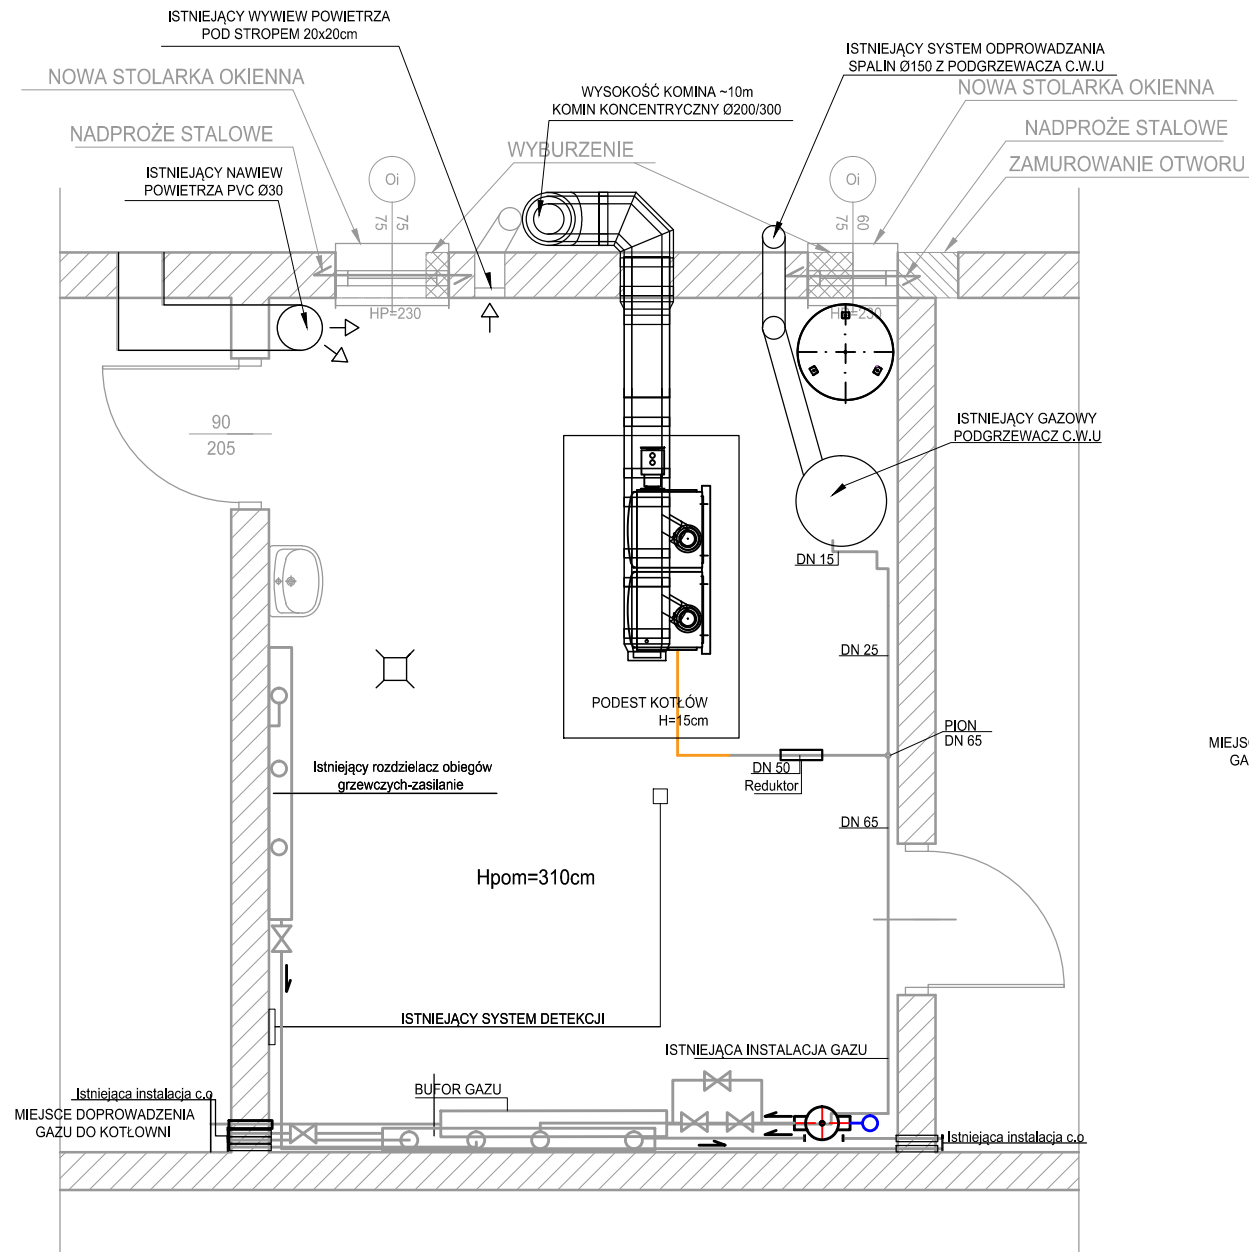 ISTNIEJĄCY WYWIEW POWIETRZA
POD STROPEM 20x20cm
NOWA STOLARKA OKIENNA
NADPROŻE STALOWE
ISTNIEJĄCY NAWIEW
POWIETRZA PVC Ø30
WYSOKOŚĆ KOMINA ~10m
KOMIN KONCENTRYCZNY Ø200/300
WYBURZENIE
ISTNIEJĄCY SYSTEM ODPROWADZANIA
SPALIN Ø150 Z PODGRZEWACZA C.W.U
NOWA STOLARKA OKIENNA
NADPROŻE STALOWE
ZAMUROWANIE OTWORU
Oi
75
75
Oi
75
60
HP=230
HP=230
90
205
ISTNIEJĄCY GAZOWY
PODGRZEWACZ C.W.U
DN 15
DN 25
PODEST KOTŁÓW
H=15cm
PION
DN 65
MIEJS
GA
DN 50
Reduktor
Istniejący rozdzielacz obiegów
grzewczych-zasilanie
DN 65
Hpom=310cm
ISTNIEJĄCY SYSTEM DETEKCJI
ISTNIEJĄCA INSTALACJA GAZU
BUFOR GAZU
Istniejąca instalacja c.o
MIEJSCE DOPROWADZENIA
GAZU DO KOTŁOWNI
Istniejąca instalacja c.o